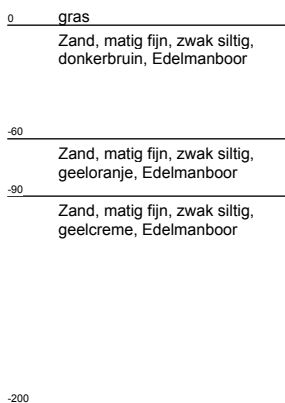 0 gras
Zand, matig fijn, zwak siltig,
donkerbruin, Edelmanboor
-60
Zand, matig fijn, zwak siltig,
geeloranje, Edelmanboor
-90
Zand, matig fijn, zwak siltig,
geelcreme, Edelmanboor
-200